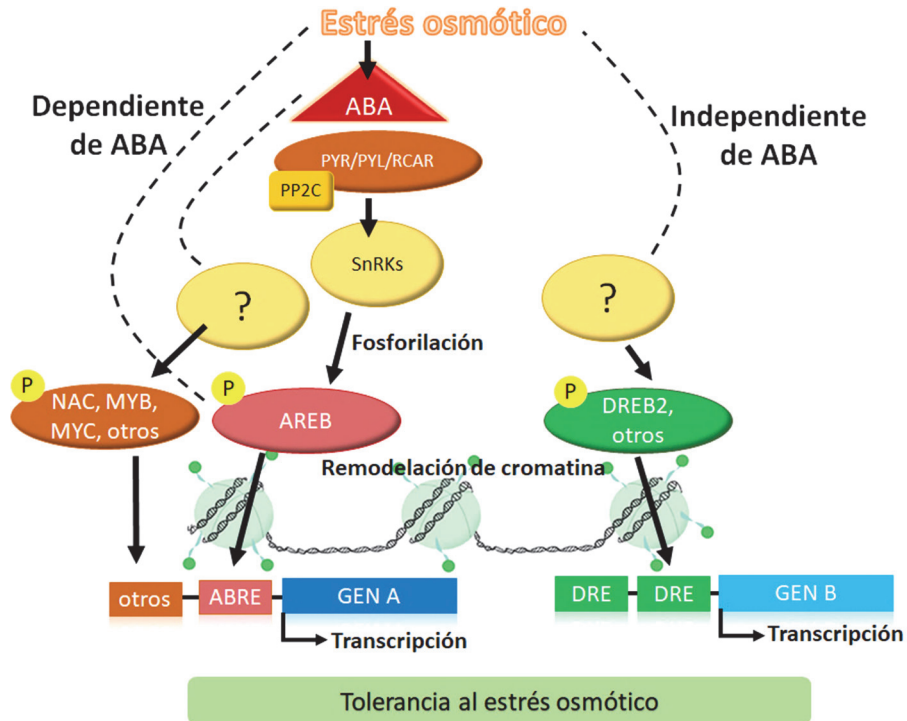 Estrés osmótico
Dependiente
de ABA
ABA
Independiente
de ABA
PYR/PYL/RCAR
PP2C
SnRKs
?
?
Fosforilación
P
NAC, MYB,
MYC, otros
P
AREB
P
DREB2,
otros
Remodelación de cromatina
otros
ABRE
GEN A
Transcripción
DRE
DRE
GEN B
Transcripción
Tolerancia al estrés osmótico